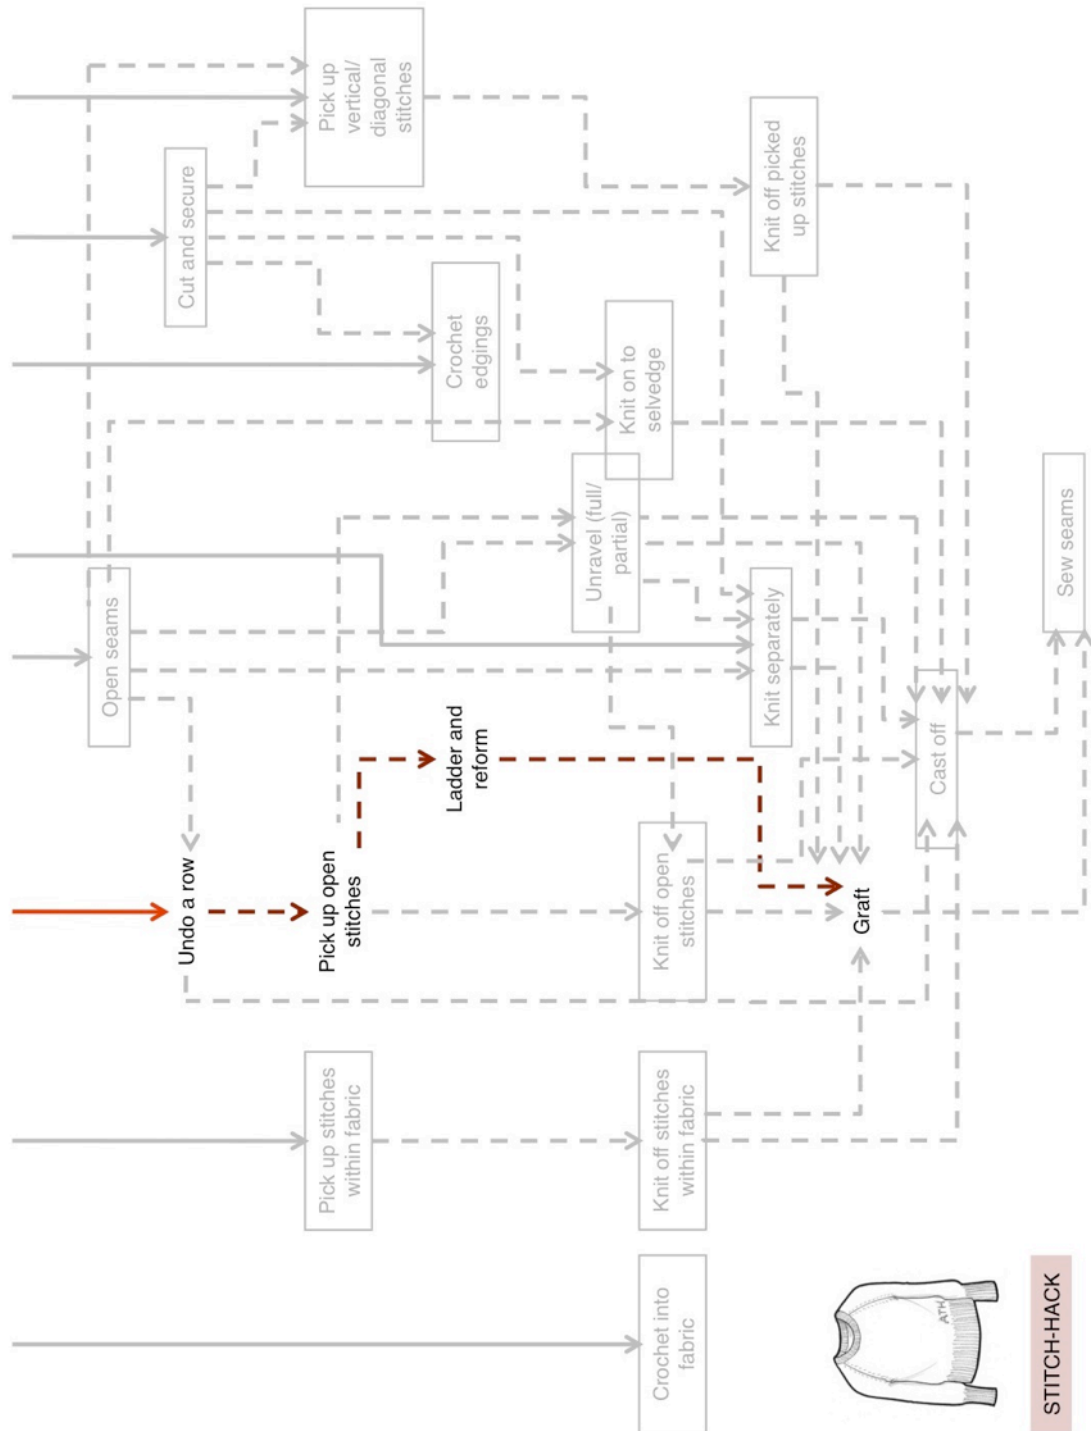 Open seams
Undo a row
Cut and secure
Pick up stitches
within fabric
Pick up open
stitches
Pick up
vertical/
diagonal
stitches
Ladder and
reform
Crochet
edgings
Unravel (full/
partial)
Knit on to
selvedge
Crochet into
fabric
Knit off stitches
within fabric
Knit off open
stitches
Knit separately
Knit off picked
up stitches
Graft
Cast off
ATH
STITCH-HACK
Sew seams